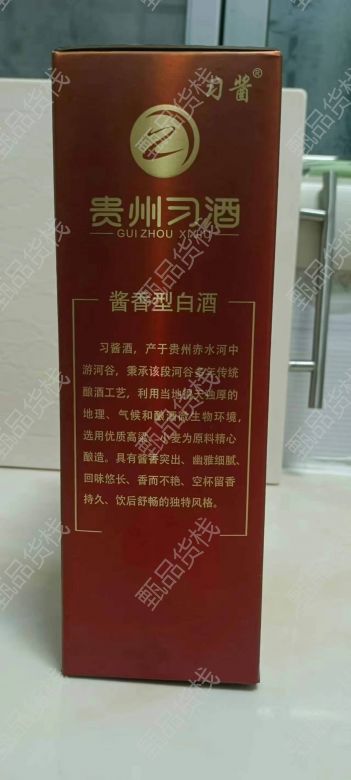 习酱®
贵州习酒
GUIZHOU XIJIU
酱香型白酒
习酱酒，产于贵州赤水河中
游河谷，秉承该段河谷多年传统
酿酒工艺，利用当地得天独厚的
地理、气候和酿酒微生物环境，
选用优质高粱、小麦为原料精心
酿造。具有酱香突出、幽雅细腻、
回味悠长、香而不艳、空杯留香
持久、饮后舒畅的独特风格。
甄品货栈